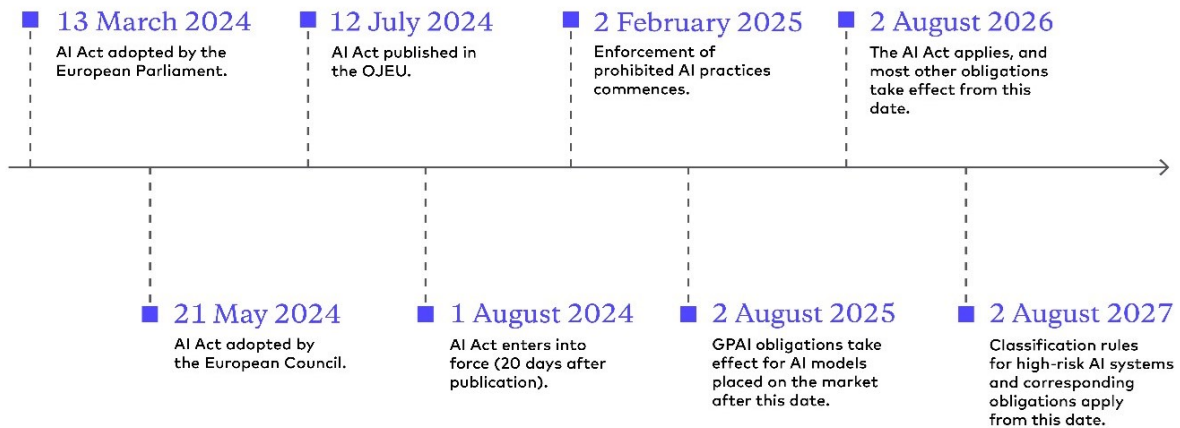 13 March 2024
AI Act adopted by the
European Parliament.
21 May 2024
AI Act adopted by
the European Council.
12 July 2024
AI Act published in
the OJEU.
1 August 2024
AI Act enters into
force (20 days after
publication).
2 February 2025
Enforcement of
prohibited AI practices
commences.
2 August 2025
GPAI obligations take
effect for AI models
placed on the market
after this date.
2 August 2026
The AI Act applies, and
most other obligations
take effect from this
date.
2 August 2027
Classification rules
for high-risk AI systems
and corresponding
obligations apply
from this date.